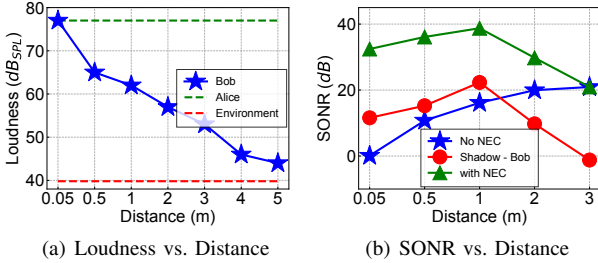 80
70
60
50
40
Loudness (dB_SPL)
Bob
Alice
Environment
0.05 0.5 1 2 3 4 5
Distance (m)
(a) Loudness vs. Distance
40
20
0
SONR (dB)
No NEC
Shadow - Bob
with NEC
0.05 0.5 1 2 3
Distance (m)
(b) SONR vs. Distance